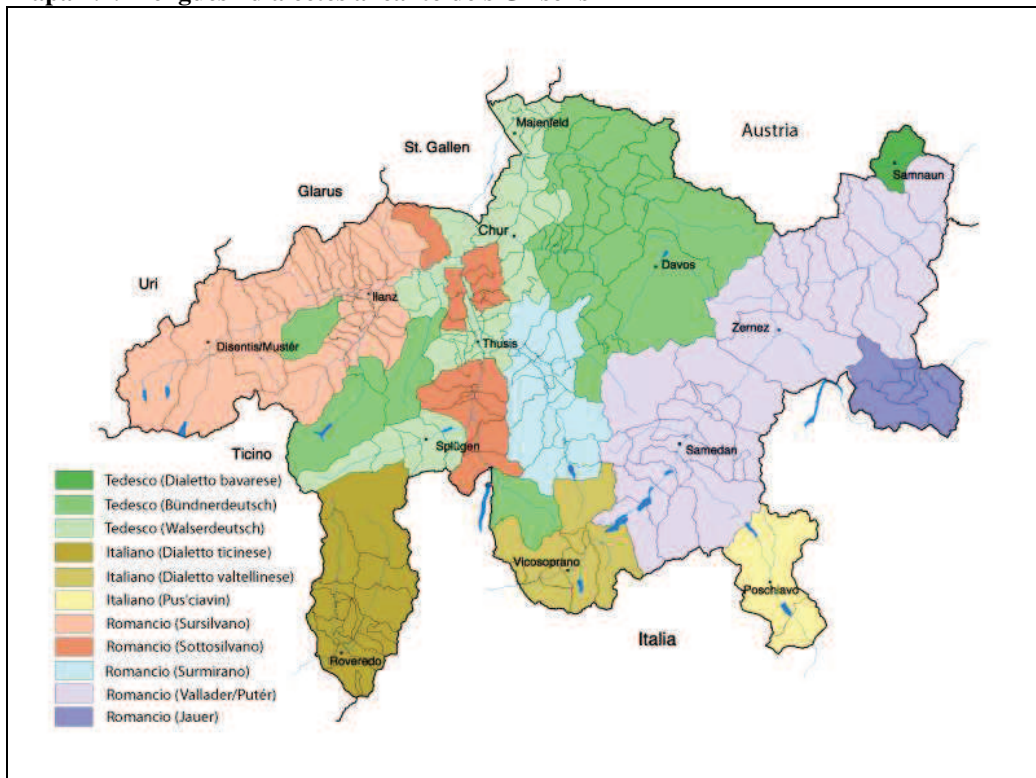 Austria
Majenfeld
St. Gallen
Samnaun
Glarus
Chur
Davos
Uri
Ilanz
Zernez
Disentis/Mustér
Thusis
Ticino
Splügen
Samedan
Tedesco (Dialetto bavarese)
Tedesco (Bündnerdeutsch)
Tedesco (Walserdeutsch)
Italiano (Dialetto ticinese)
Italiano (Dialetto valtellinese)
Italiano (Pus'ciavin)
Romancio (Sursilvano)
Romancio (Sottosilvano)
Romancio (Surmirano)
Romancio (Vallader/Putér)
Romancio (Jauer)
Vicosoprano
Poschiavo
Italia
Roveredo